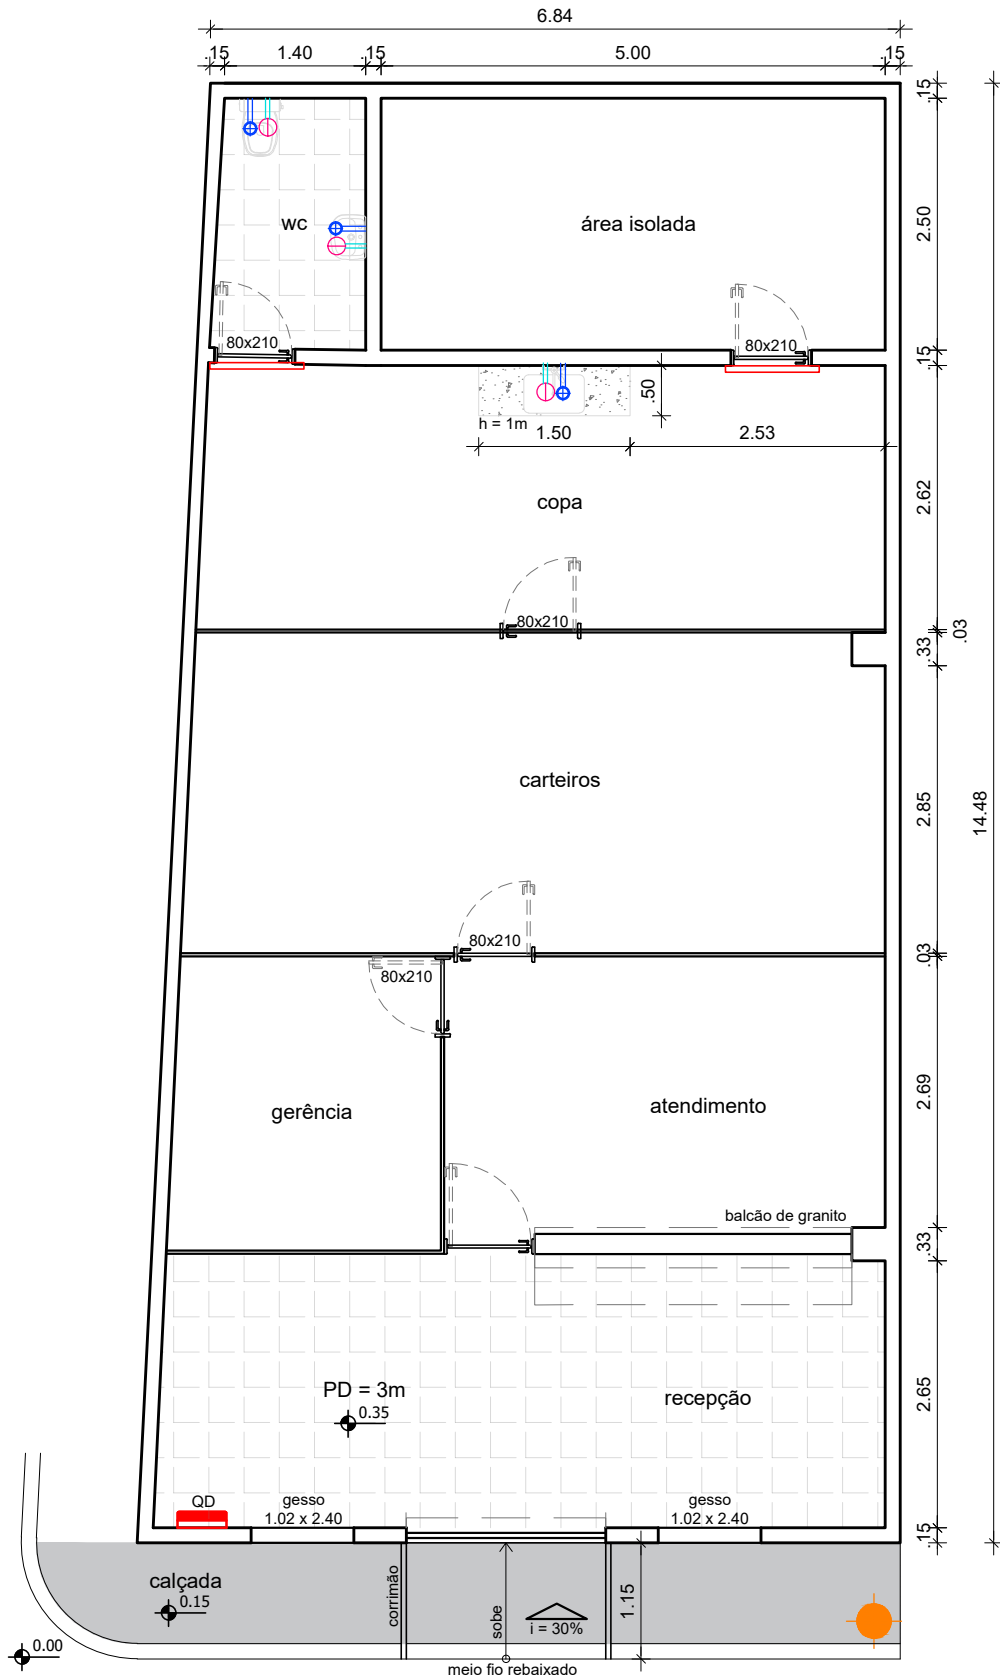 6.84
.15
1.40
.15
5.00
.15
.15
wc
área isolada
2.50
80x210
80x210
.15
.50
h = 1m
1.50
2.53
copa
2.62
80x210
.03
.33
carteiros
2.85
14.48
80x210
.03
80x210
gerência
atendimento
2.69
balcão de granito
.33
PD = 3m
0.35
recepção
2.65
QD
gesso
1.02 x 2.40
gesso
1.02 x 2.40
.15
calçada
0.15
corrimão
sobe
i = 30%
1.15
0.00
meio fio rebaixado